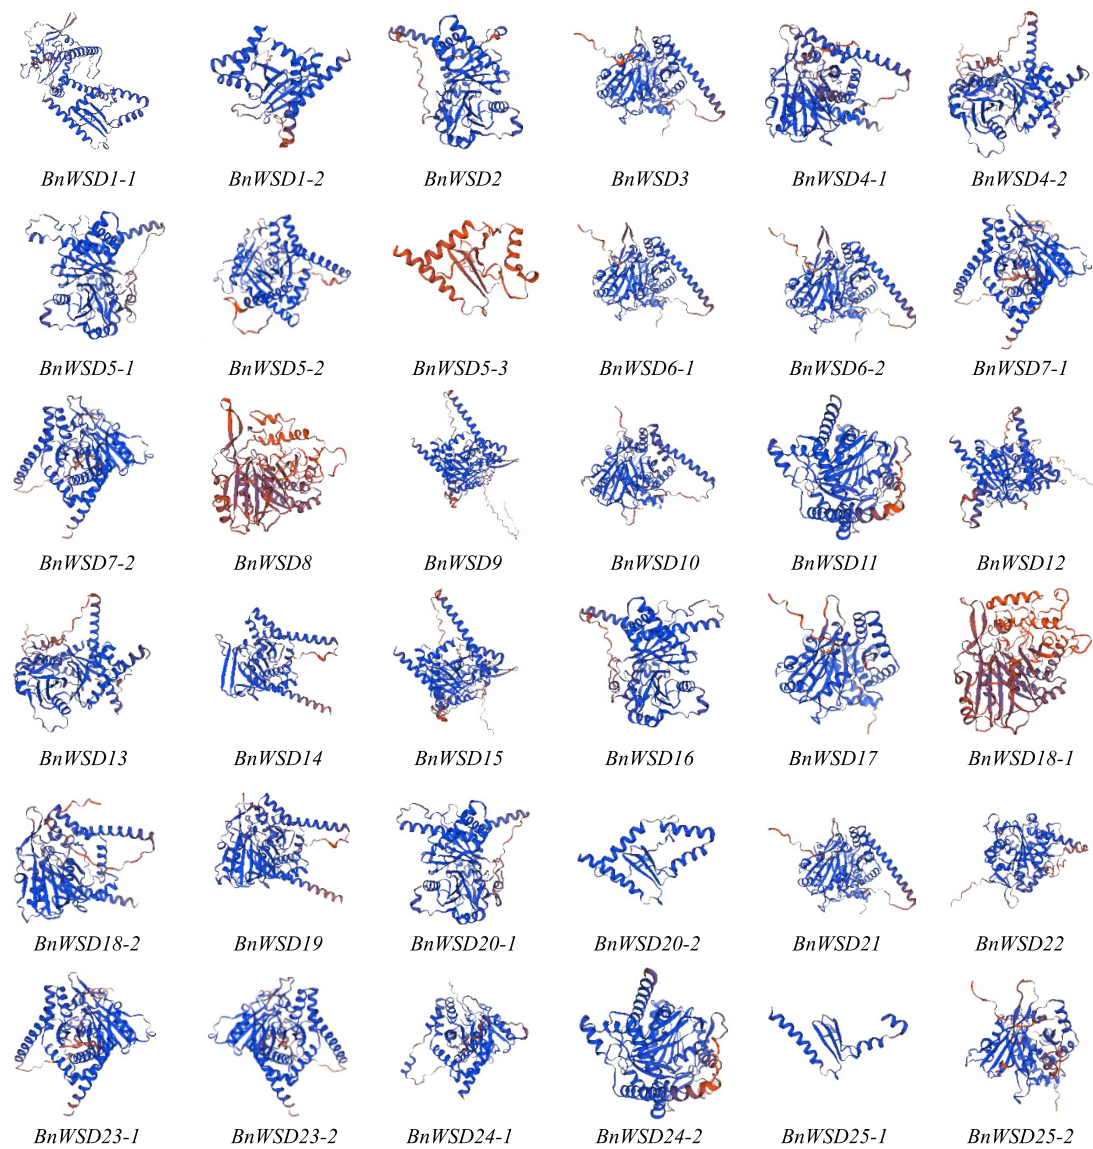 BnWSD1-1 BnWSD1-2 BnWSD2 BnWSD3 BnWSD4-1 BnWSD4-2
BnWSD5-1 BnWSD5-2 BnWSD5-3 BnWSD6-1 BnWSD6-2 BnWSD7-1
BnWSD7-2 BnWSD8 BnWSD9 BnWSD10 BnWSD11 BnWSD12
BnWSD13 BnWSD14 BnWSD15 BnWSD16 BnWSD17 BnWSD18-1
BnWSD18-2 BnWSD19 BnWSD20-1 BnWSD20-2 BnWSD21 BnWSD22
BnWSD23-1 BnWSD23-2 BnWSD24-1 BnWSD24-2 BnWSD25-1 BnWSD25-2